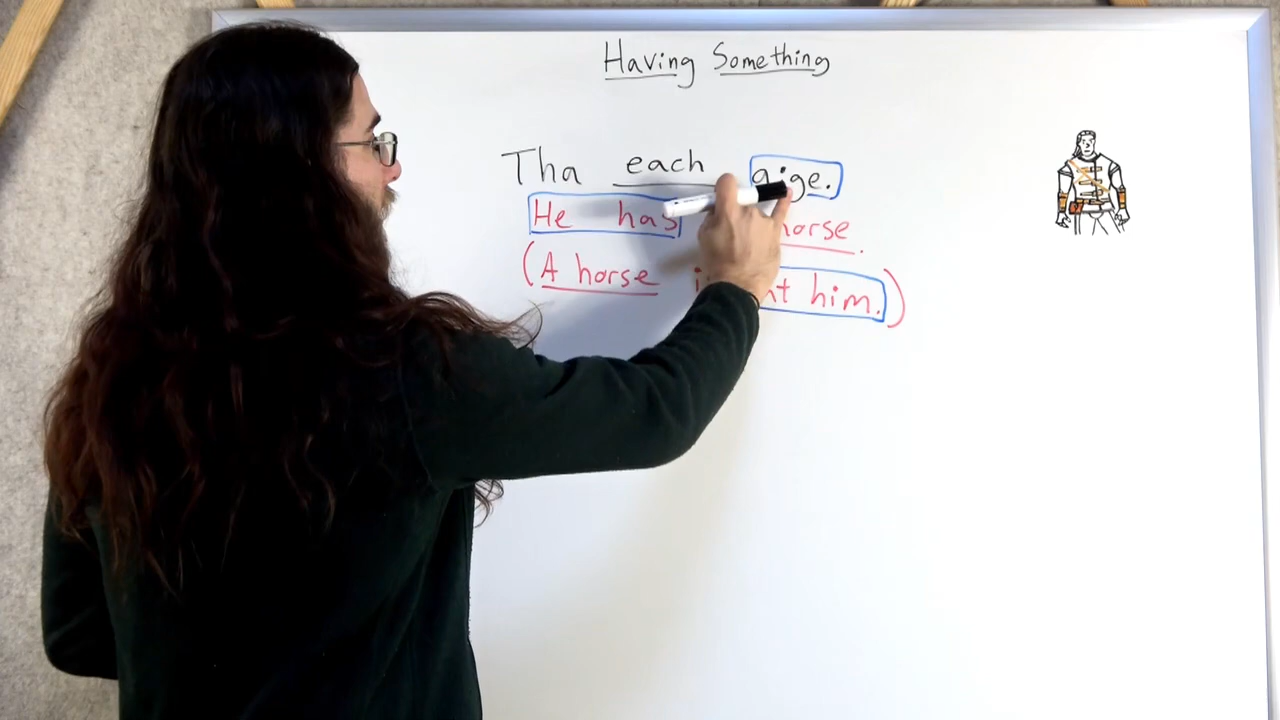 Having Something
Tha each aige.
He has horse.
(A horse him.)